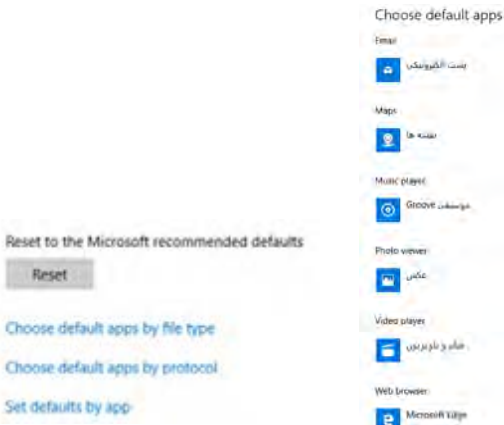 Choose default apps
Email
پست الکترونیکی
Maps
نقشه ها
Music player
موسیقی Groove
Photo viewer
عکس
Video player
فیلم و تلویزیون
Web browser
Microsoft Edge
Reset to the Microsoft recommended defaults
Reset
Choose default apps by file type
Choose default apps by protocol
Set defaults by app